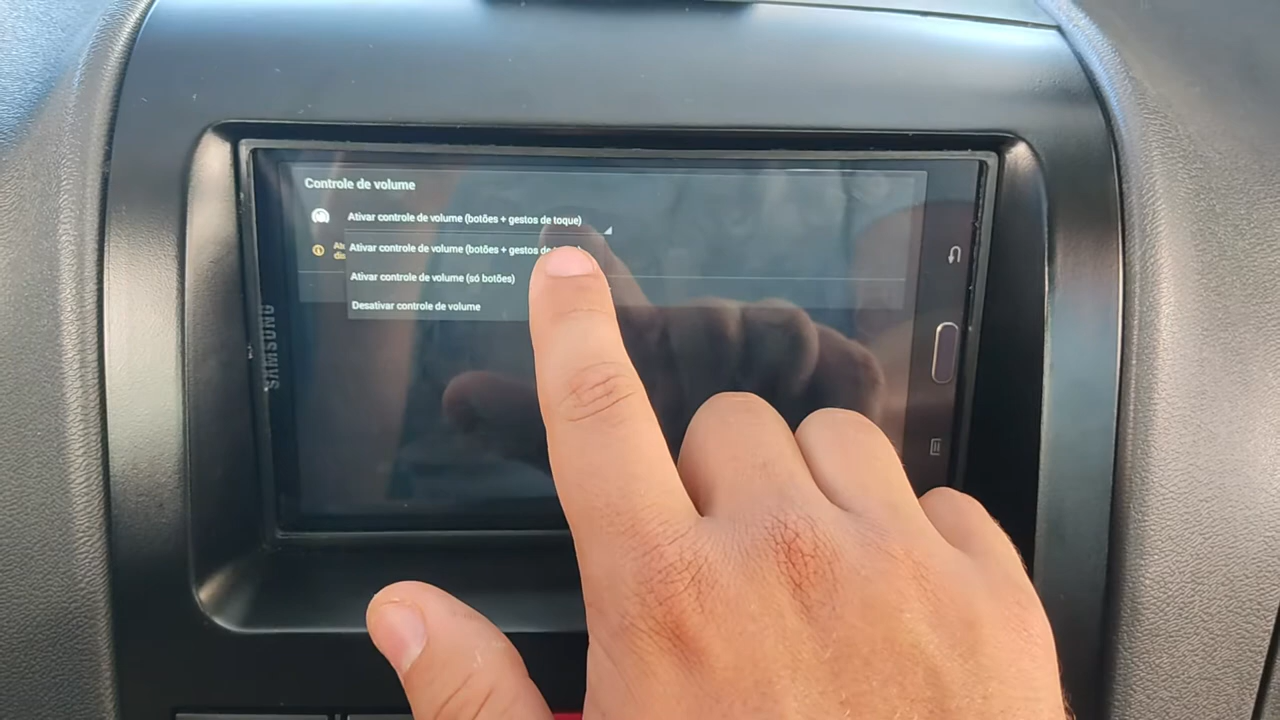 Controle de volume
Ativar controle de volume (botões + gestos de toque)
Ativar controle de volume (botões + gestos de
Ativar controle de volume (só botões)
Desativar controle de volume
SAMSUNG